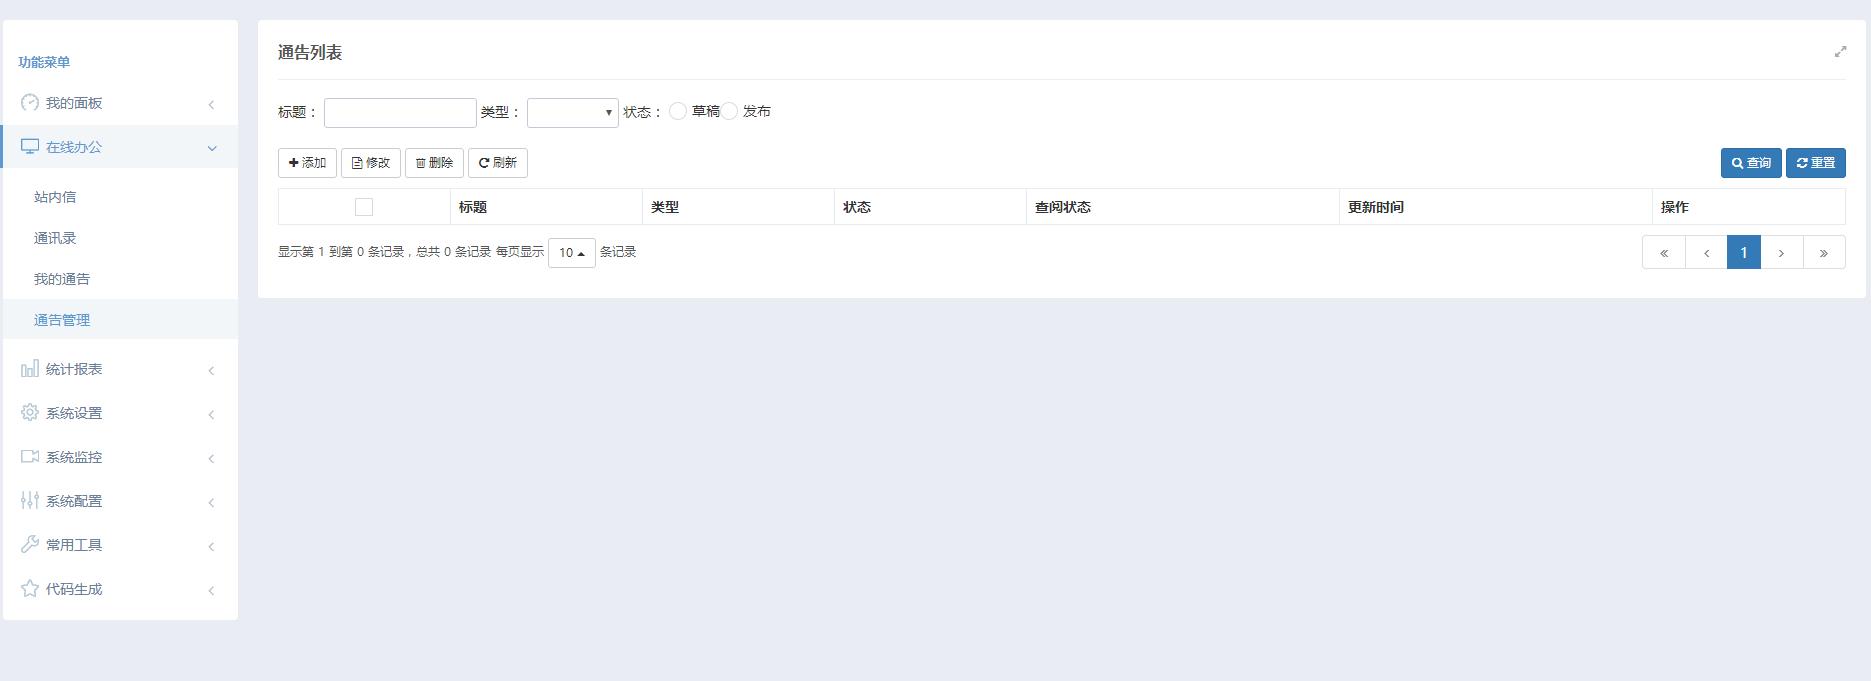 功能菜单
我的面板
在线办公
站内信
通讯录
我的通告
通告管理
统计报表
系统设置
系统监控
系统配置
常用工具
代码生成
通告列表
标题： 类型： 状态： 草稿 发布
添加 修改 删除 刷新 查询 重置
标题 类型 状态 查阅状态 更新时间 操作
显示第 1 到第 0 条记录，总共 0 条记录 每页显示 10 条记录 « ‹ 1 › »